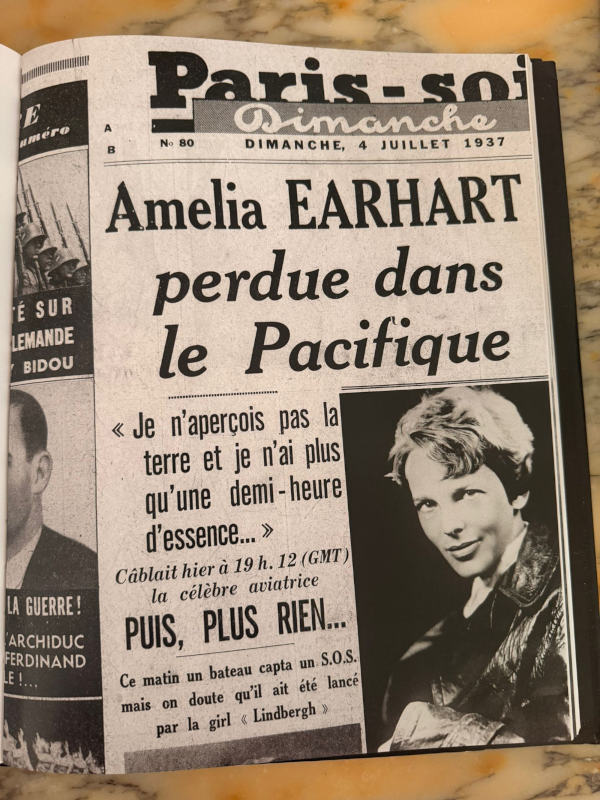 Paris-soi
Dimanche
A
B
No 80
DIMANCHE, 4 JUILLET 1937
Amelia EARHART
perdue dans
le Pacifique
« Je n'aperçois pas la
terre et je n'ai plus
qu'une demi-heure
d'essence... »
Câblait hier à 19 h. 12 (GMT)
la célèbre aviatrice
PUIS, PLUS RIEN...
Ce matin un bateau capta un S.O.S.
mais on doute qu'il ait été lancé
par la girl « Lindbergh »
E
uméro
TÉ SUR
LEMANDE
Y BIDOU
LA GUERRE!
'ARCHIDUC
FERDINAND
LE !...